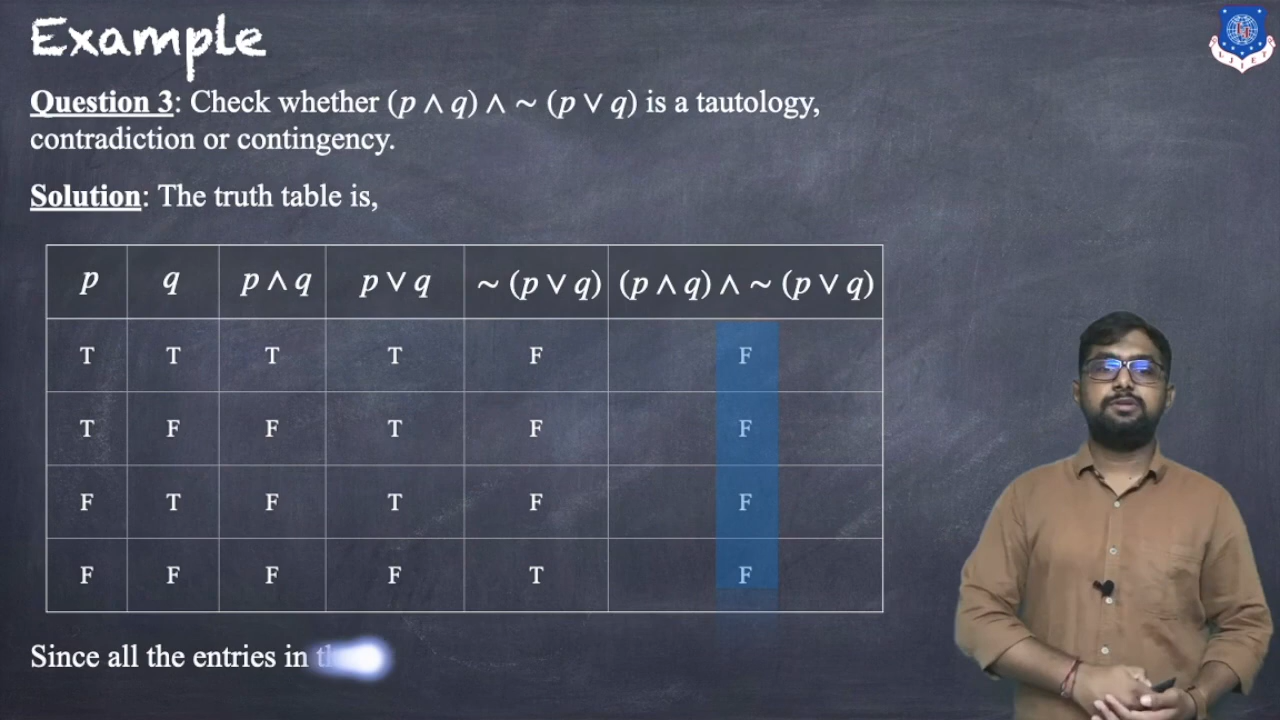 Example
Question 3: Check whether (p ∧ q) ∧ ~ (p ∨ q) is a tautology,
contradiction or contingency.
Solution: The truth table is,
p q p ∧ q p ∨ q ~ (p ∨ q) (p ∧ q) ∧ ~ (p ∨ q)
T T T T F F
T F F T F F
F T F T F F
F F F F T F
Since all the entries in